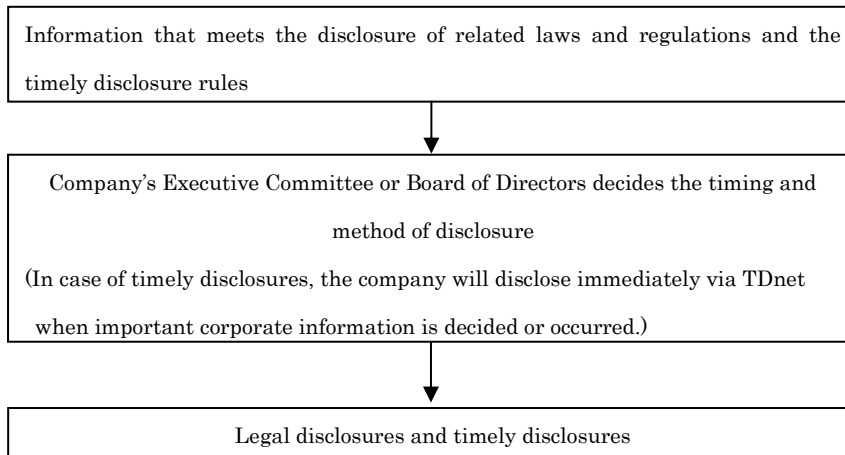 Information that meets the disclosure of related laws and regulations and the
timely disclosure rules
Company’s Executive Committee or Board of Directors decides the timing and
method of disclosure
(In case of timely disclosures, the company will disclose immediately via TDnet
when important corporate information is decided or occurred.)
Legal disclosures and timely disclosures